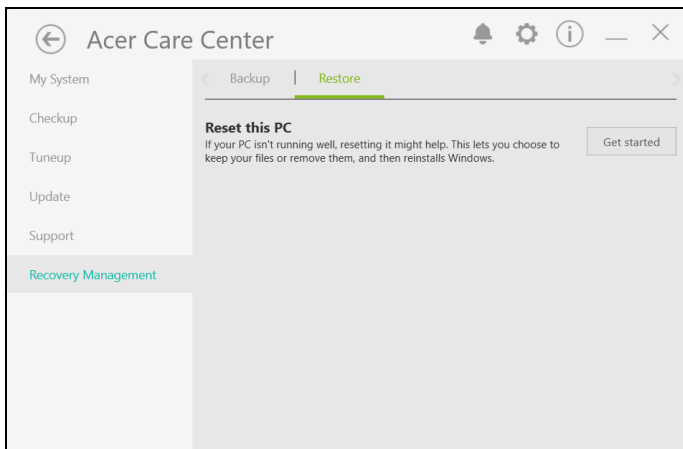 Acer Care Center
My System
Checkup
Tuneup
Update
Support
Recovery Management
Backup | Restore
Reset this PC
If your PC isn't running well, resetting it might help. This lets you choose to
keep your files or remove them, and then reinstalls Windows.
Get started